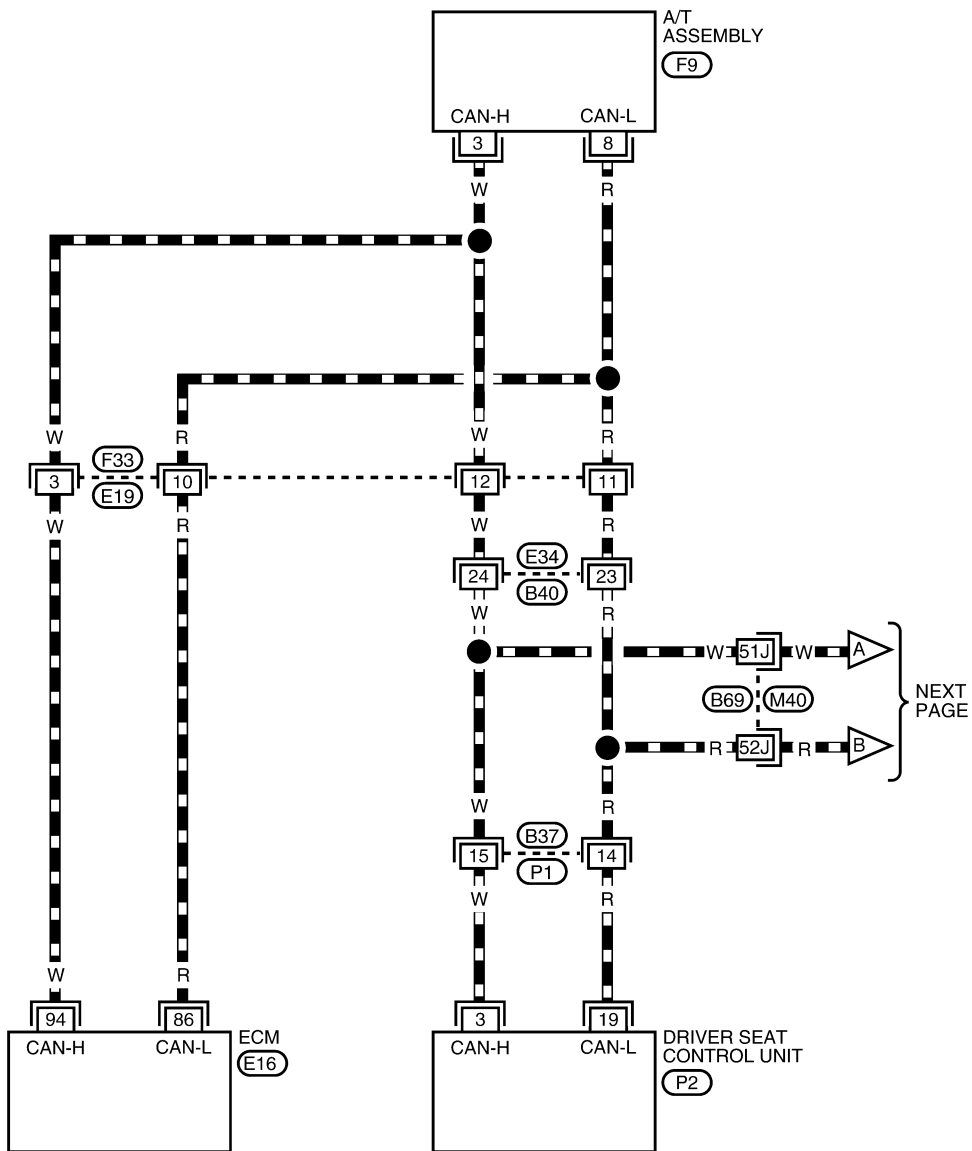 A/T
ASSEMBLY
F9
CAN-H CAN-L
3 8
W R
W R W R
F33
3 10 12 11
E19
W R W R
E34
24 23
B40
W R
W 51J W A
B69 M40
NEXT
PAGE
R 52J R B
W R
B37
15 14
P1
W R
W R
94 86 3 19
ECM
CAN-H CAN-L
E16
DRIVER SEAT
CONTROL UNIT
CAN-H CAN-L
P2